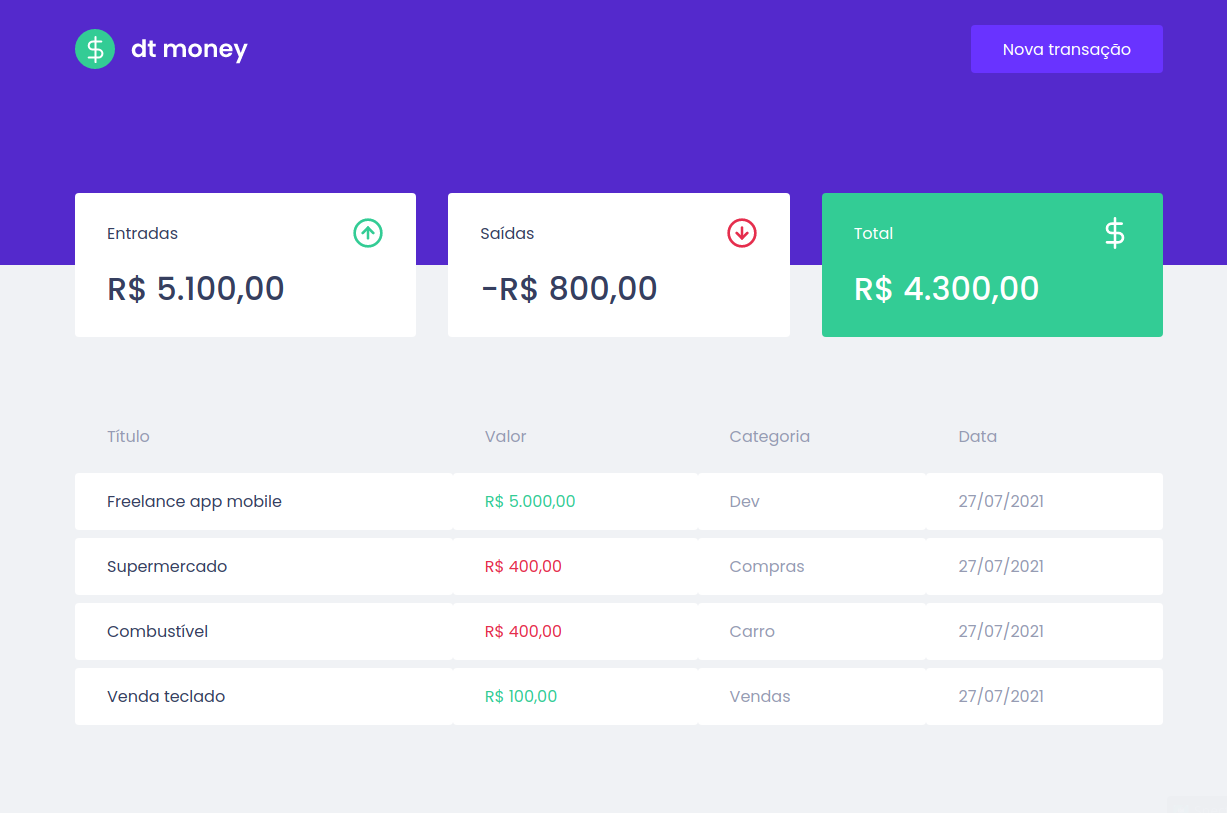 $ dt money
Nova transação
Entradas
R$ 5.100,00
Saídas
-R$ 800,00
Total $
R$ 4.300,00
Título Valor Categoria Data
Freelance app mobile R$ 5.000,00 Dev 27/07/2021
Supermercado R$ 400,00 Compras 27/07/2021
Combustível R$ 400,00 Carro 27/07/2021
Venda teclado R$ 100,00 Vendas 27/07/2021